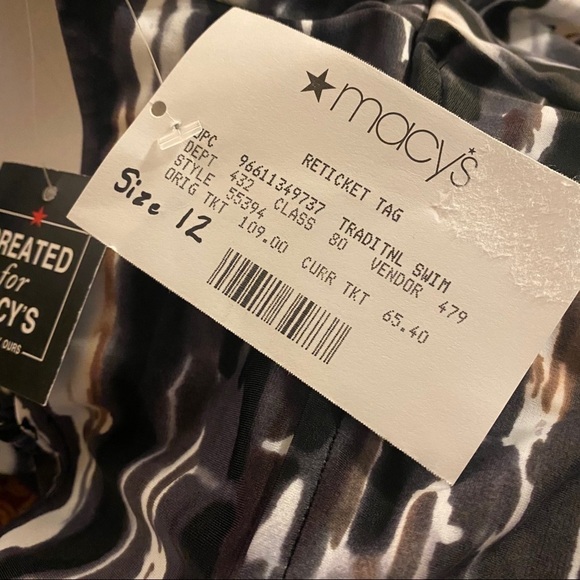 ★macy's
RETICKET TAG
UPC 96611349737 TRADITNL SWIM
DEPT 432 CLASS 80 VENDOR 479
STYLE 55394
ORIG TKT 109.00 CURR TKT 65.40
Size 12
CREATED
for
MACY'S
OURS